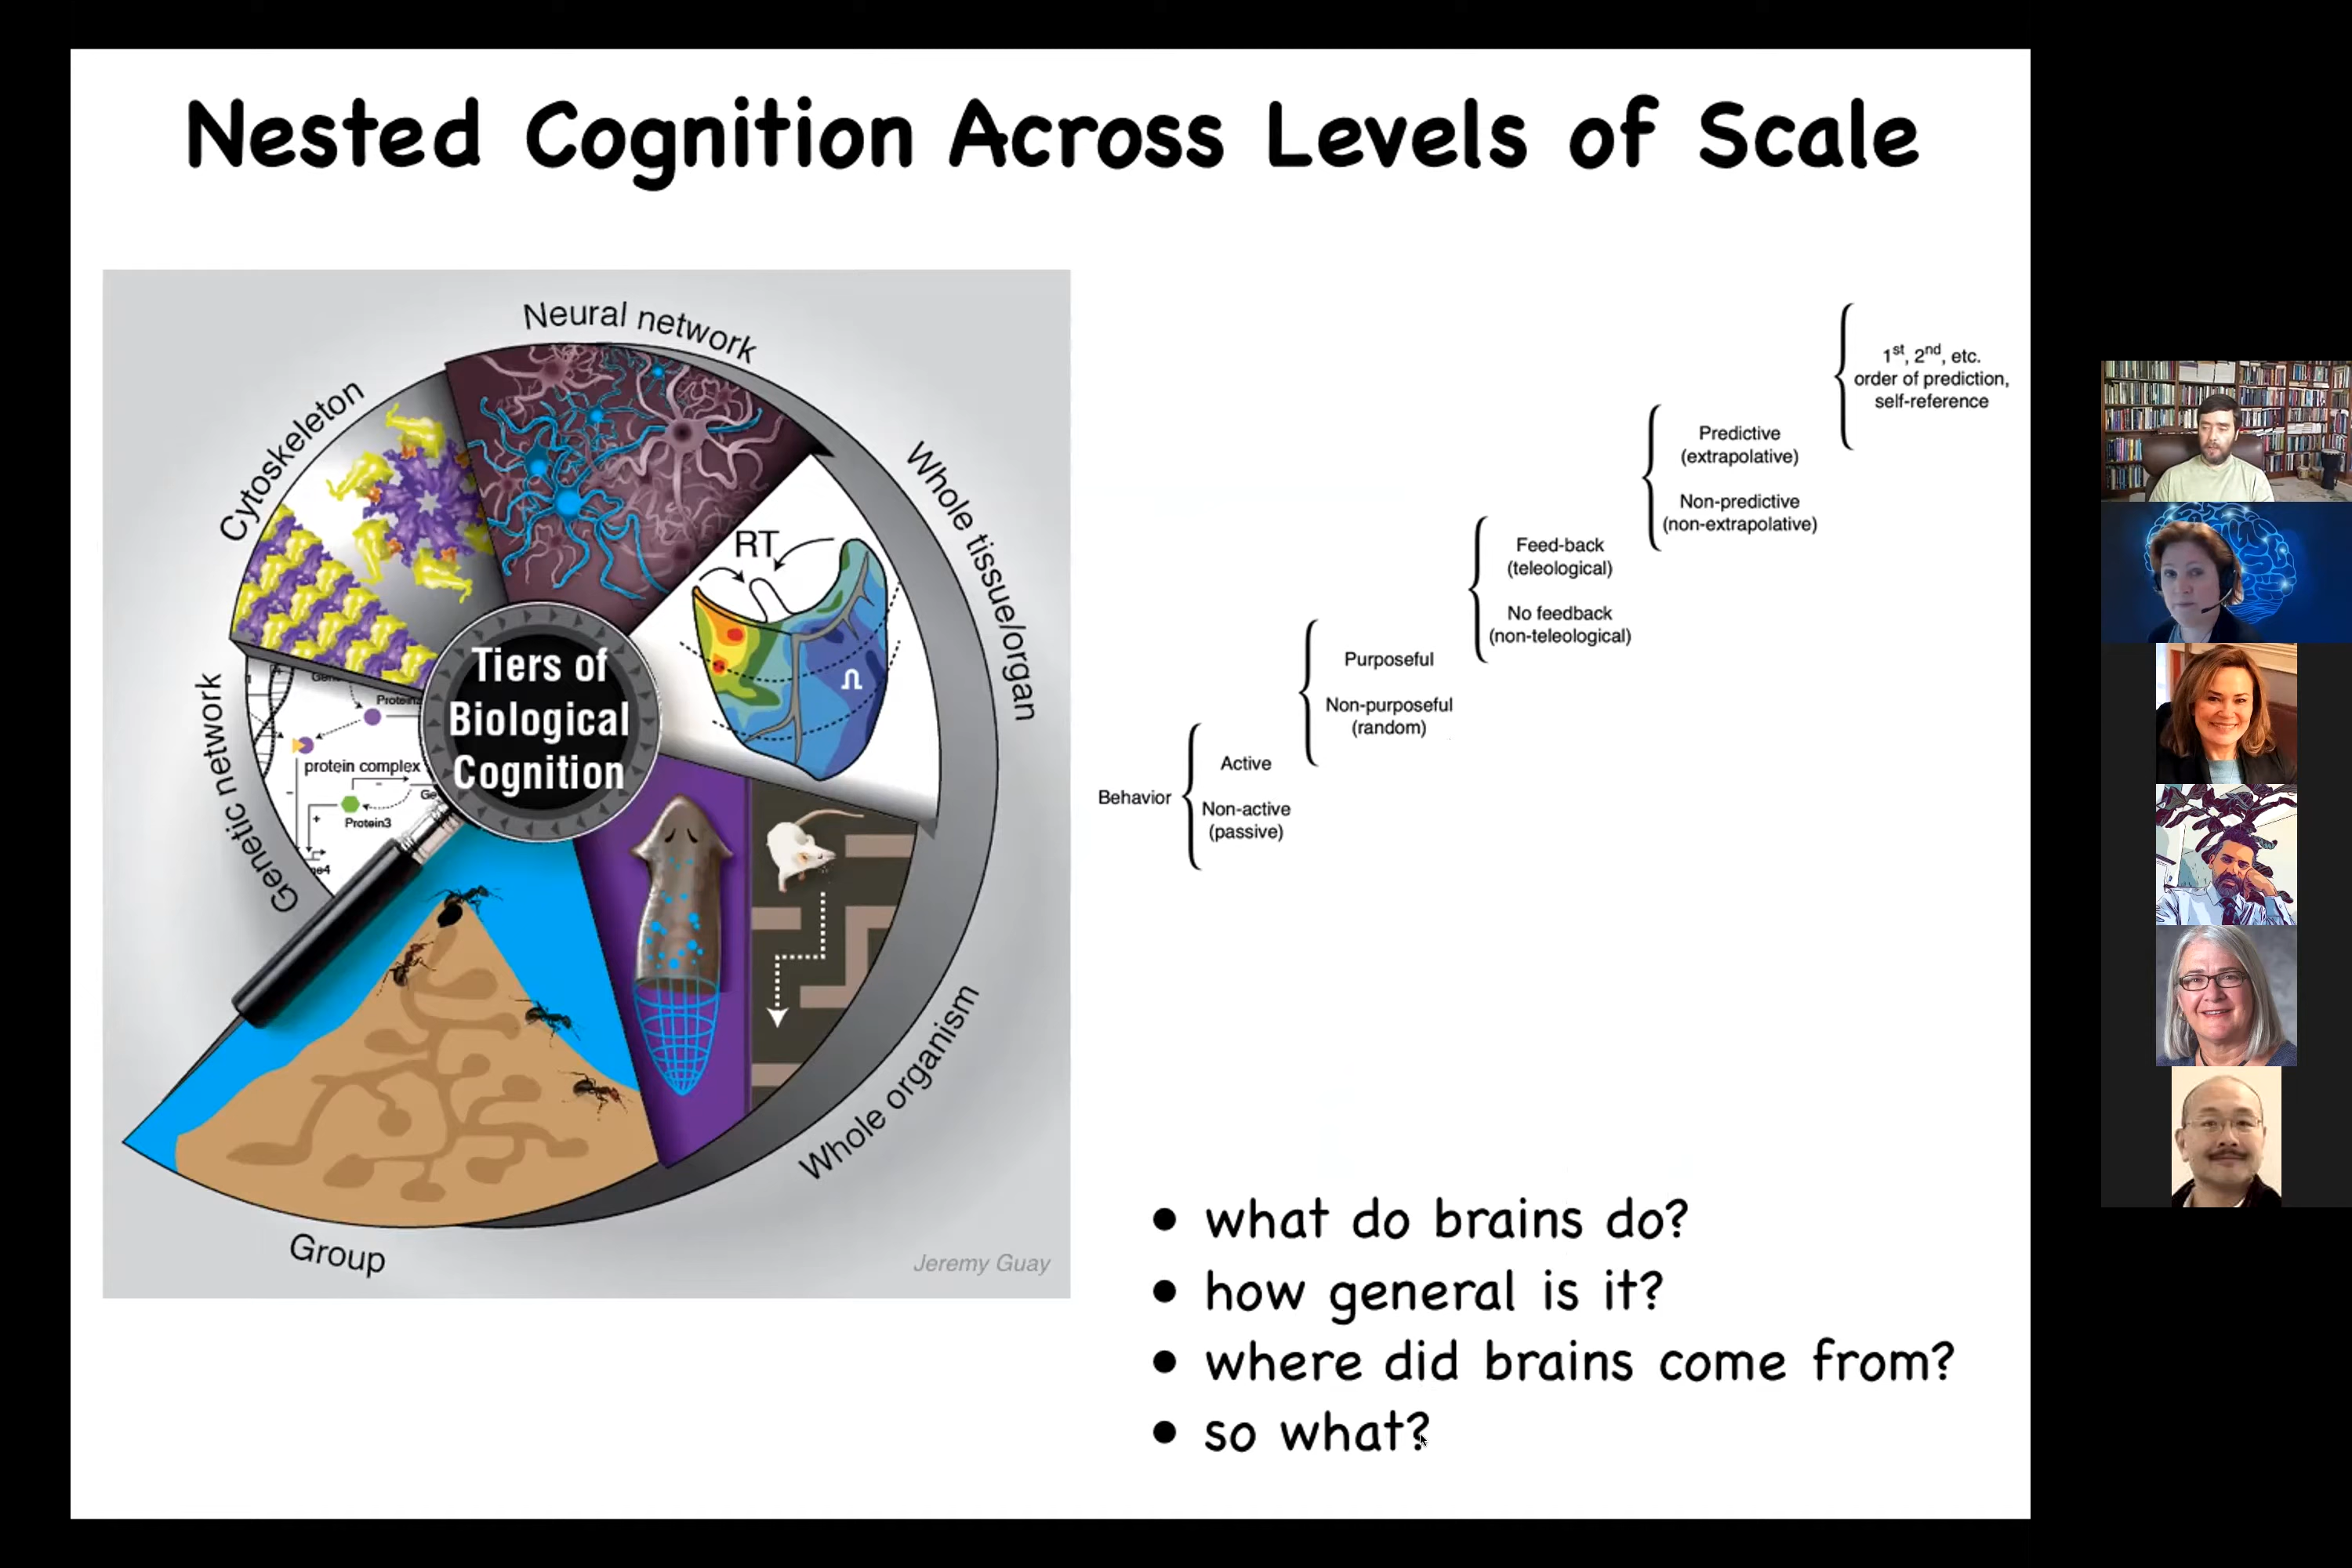 Nested Cognition Across Levels of Scale
Neural network
Cytoskeleton
Whole tissue/organ
Genetic network
Whole organism
Group
RT
Tiers of
Biological
Cognition
protein complex
Protein3
+
Jeremy Guay
Behavior
Active
Non-active
(passive)
Purposeful
Non-purposeful
(random)
Feed-back
(teleological)
No feedback
(non-teleological)
Predictive
(extrapolative)
Non-predictive
(non-extrapolative)
1st, 2nd, etc.
order of prediction,
self-reference
• what do brains do?
• how general is it?
• where did brains come from?
• so what?